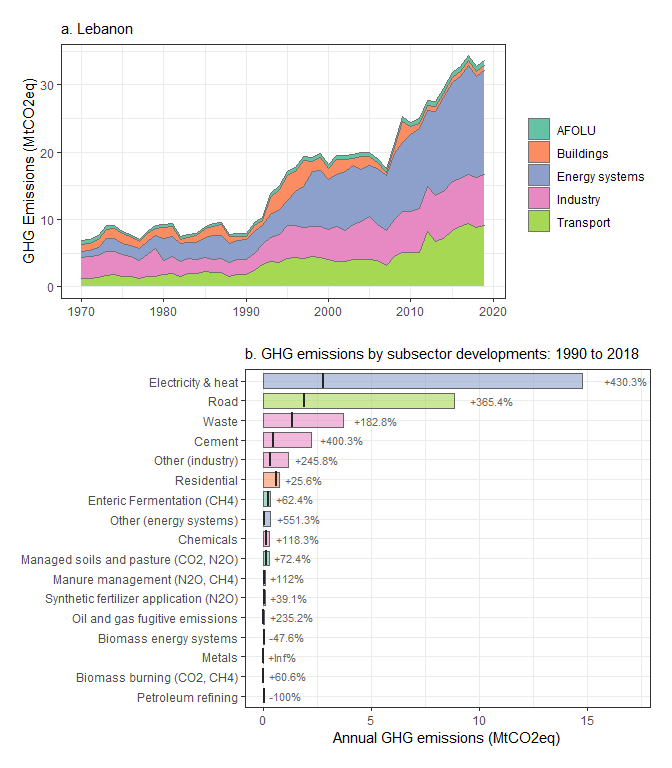 a. Lebanon
GHG Emissions (MtCO2eq)
30
20
10
0
1970
1980
1990
2000
2010
2020
AFOLU
Buildings
Energy systems
Industry
Transport
b. GHG emissions by subsector developments: 1990 to 2018
Electricity & heat +430.3%
Road +365.4%
Waste +182.8%
Cement +400.3%
Other (industry) +245.8%
Residential +25.6%
Enteric Fermentation (CH4) +62.4%
Other (energy systems) +551.3%
Chemicals +118.3%
Managed soils and pasture (CO2, N2O) +72.4%
Manure management (N2O, CH4) +112%
Synthetic fertilizer application (N2O) +39.1%
Oil and gas fugitive emissions +235.2%
Biomass energy systems -47.6%
Metals +Inf%
Biomass burning (CO2, CH4) +60.6%
Petroleum refining -100%
0
5
10
15
Annual GHG emissions (MtCO2eq)